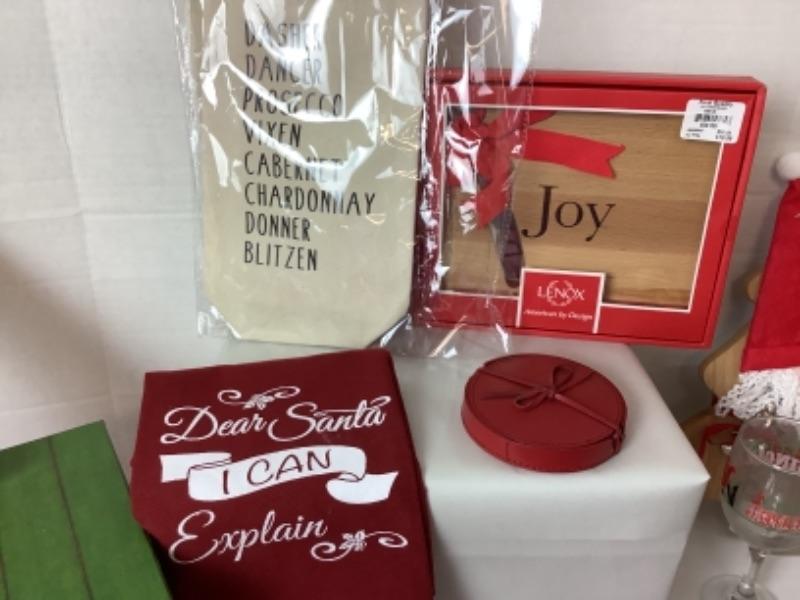 DASHER
DANCER
PROSECCO
VIXEN
CABERNET
CHARDONNAY
DONNER
BLITZEN
Joy
LENOX
American by Design
Dear Santa
I CAN
Explain